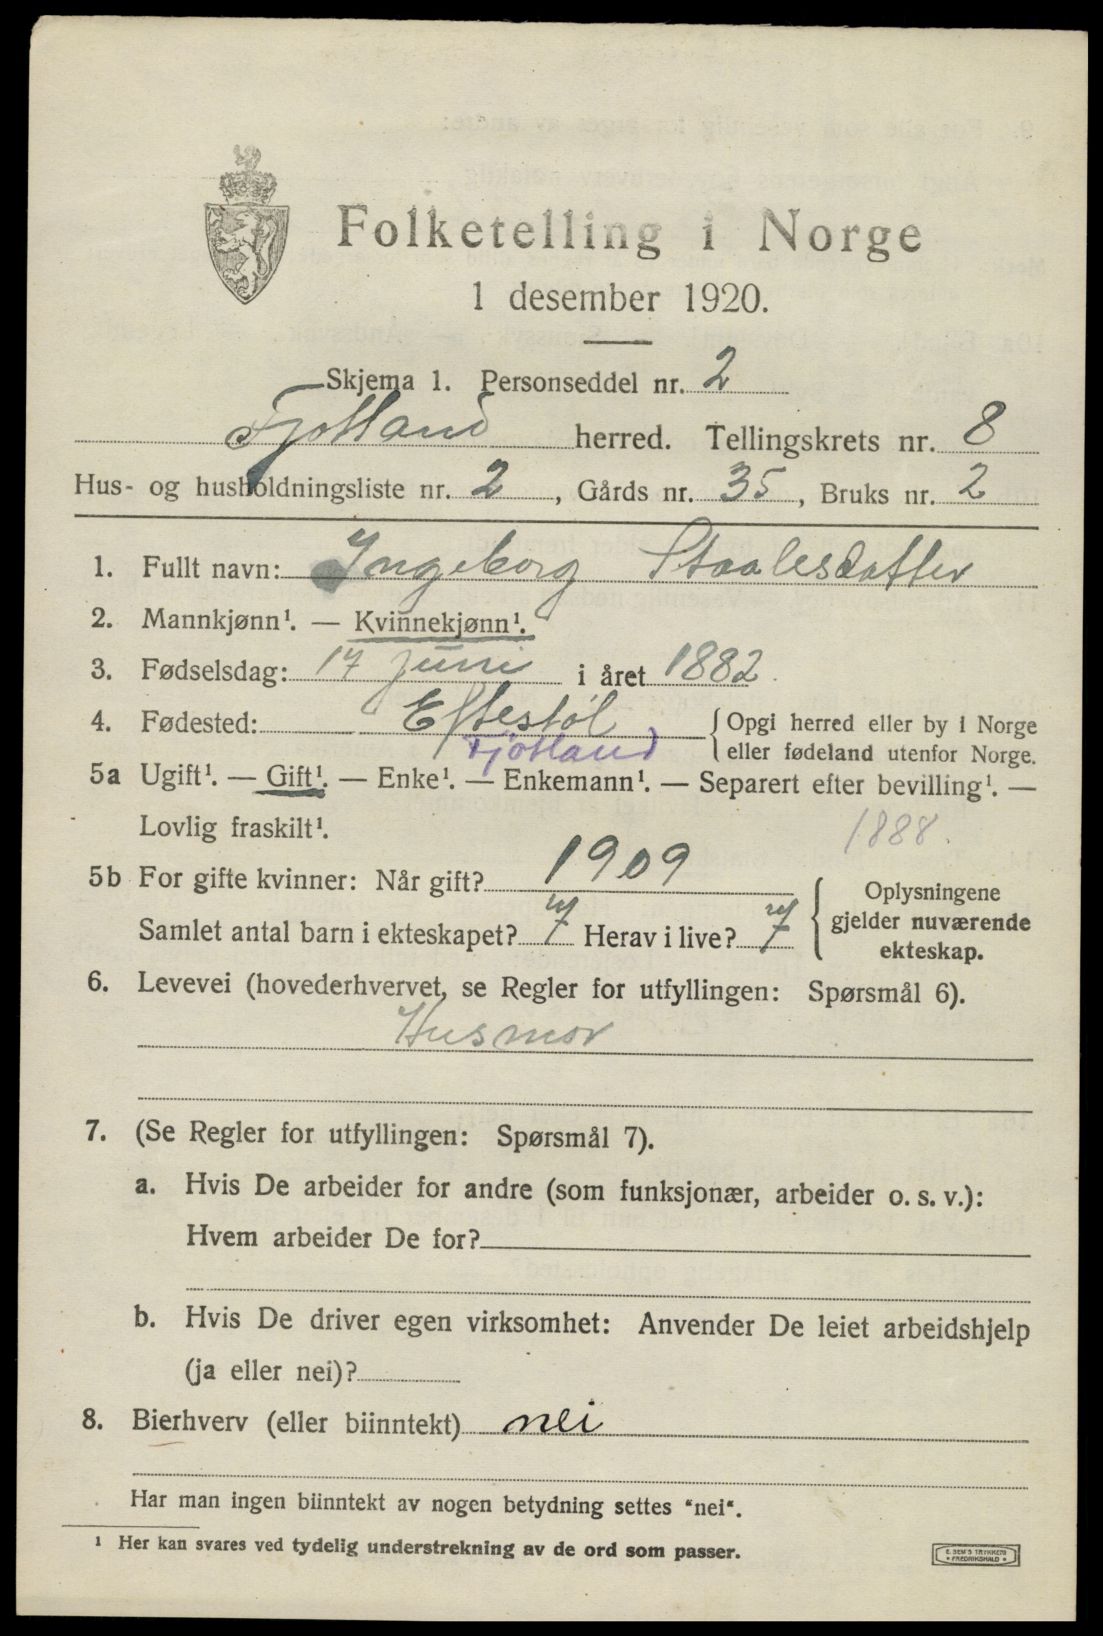 Folketelling i Norge
1 desember 1920.
Skjema 1. Personseddel nr. 2
Fjotland herred. Tellingskrets nr. 8
Hus- og husholdningsliste nr. 2, Gårds nr. 35, Bruks nr. 2
1. Fullt navn: Ingeborg Staalesdatter
2. Mannkjønn¹. — Kvinnekjønn¹.
3. Fødselsdag: 17 juni i året 1882.
4. Fødested: Eftestøl {Opgi herred eller by i Norge
Fjotland eller fødeland utenfor Norge.
5a Ugift¹. — Gift¹. — Enke¹. — Enkemann¹. — Separert efter bevilling¹. —
Lovlig fraskilt¹. 1888.
5b For gifte kvinner: Når gift? 1909
Samlet antal barn i ekteskapet? 7 Herav i live? 7
{Oplysningene
gjelder nuværende
ekteskap.
6. Levevei (hovederhvervet, se Regler for utfyllingen: Spørsmål 6).
Husmor
7. (Se Regler for utfyllingen: Spørsmål 7).
a. Hvis De arbeider for andre (som funksjonær, arbeider o. s. v.):
Hvem arbeider De for?
b. Hvis De driver egen virksomhet: Anvender De leiet arbeidshjelp
(ja eller nei)?
8. Bierhverv (eller biinntekt) nei
Har man ingen biinntekt av nogen betydning settes "nei".
¹ Her kan svares ved tydelig understrekning av de ord som passer.
E. SEM'S TRYKKERI
• FREDRIKSHALD •